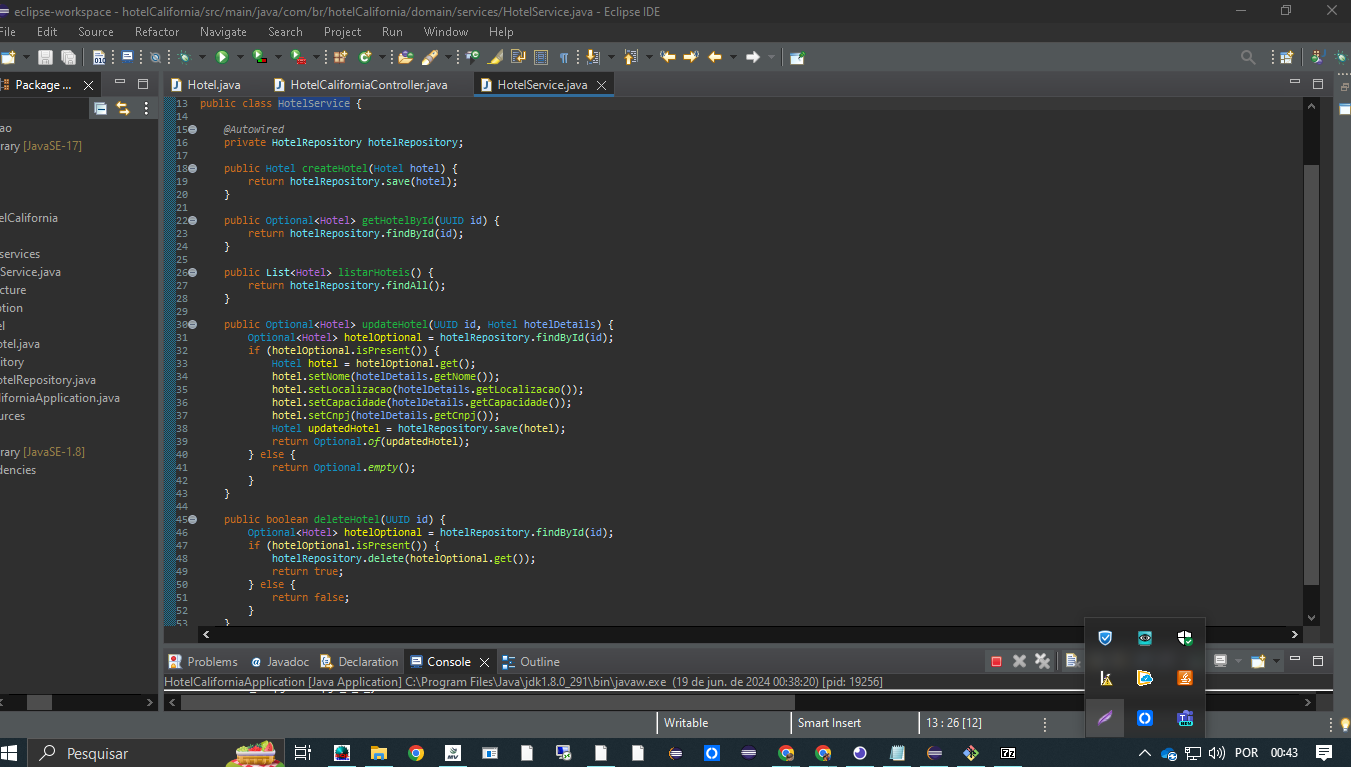 eclipse-workspace - hotelCalifornia/src/main/java/com/br/hotelCalifornia/domain/services/HotelService.java - Eclipse IDE
File Edit Source Refactor Navigate Search Project Run Window Help
Package ... Hotel.java HotelCaliforniaController.java HotelService.java
13 public class HotelService {
14
15 @Autowired
16 private HotelRepository hotelRepository;
17
18 public Hotel createHotel(Hotel hotel) {
19 return hotelRepository.save(hotel);
20 }
21
22 public Optional<Hotel> getHotelById(UUID id) {
23 return hotelRepository.findById(id);
24 }
25
26 public List<Hotel> listarHoteis() {
27 return hotelRepository.findAll();
28 }
29
30 public Optional<Hotel> updateHotel(UUID id, Hotel hotelDetails) {
31 Optional<Hotel> hotelOptional = hotelRepository.findById(id);
32 if (hotelOptional.isPresent()) {
33 Hotel hotel = hotelOptional.get();
34 hotel.setNome(hotelDetails.getNome());
35 hotel.setLocalizacao(hotelDetails.getLocalizacao());
36 hotel.setCapacidade(hotelDetails.getCapacidade());
37 hotel.setCnpj(hotelDetails.getCnpj());
38 Hotel updatedHotel = hotelRepository.save(hotel);
39 return Optional.of(updatedHotel);
40 } else {
41 return Optional.empty();
42 }
43 }
44
45 public boolean deleteHotel(UUID id) {
46 Optional<Hotel> hotelOptional = hotelRepository.findById(id);
47 if (hotelOptional.isPresent()) {
48 hotelRepository.delete(hotelOptional.get());
49 return true;
50 } else {
51 return false;
52 }
53 }
ao
rary [JavaSE-17]
elCalifornia
services
Service.java
cture
otion
el
otel.java
itory
otelRepository.java
liforniaApplication.java
urces
rary [JavaSE-1.8]
dencies
Problems Javadoc Declaration Console Outline
HotelCaliforniaApplication [Java Application] C:\Program Files\Java\jdk1.8.0_291\bin\javaw.exe (19 de jun. de 2024 00:38:20) [pid: 19256]
Writable Smart Insert 13 : 26 [12]
Pesquisar POR 00:43